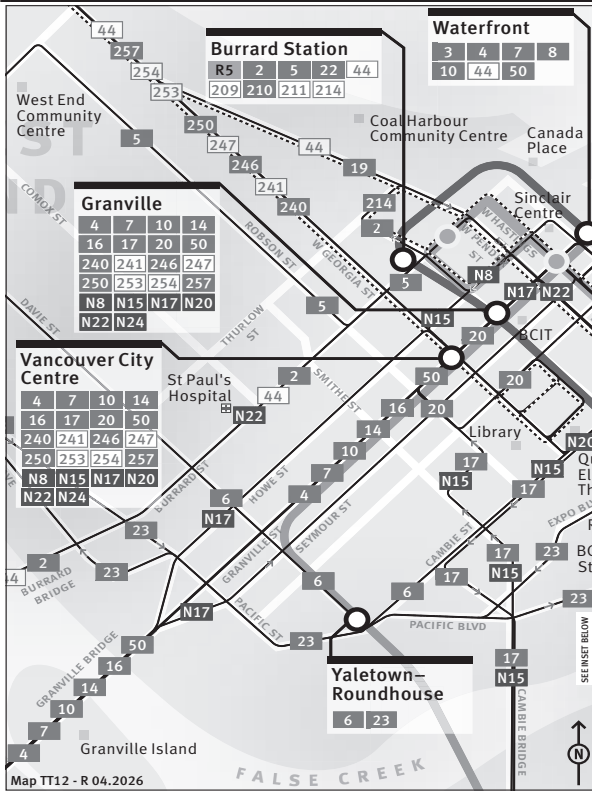 44
257
254
253
250
247
246
241
240
44
19
214
2
5
Burrard Station
R5 2 5 22 44
209 210 211 214
Waterfront
3 4 7 8
10 44 50
West End
Community
Centre
Coal Harbour
Community Centre
Canada
Place
Sinclair
Centre
ST
ID
COMOX ST
ROBSON ST
W GEORGIA ST
W HASTINGS
W PENDER
ST
Granville
4 7 10 14
16 17 20 50
240 241 246 247
250 253 254 257
N8 N15 N17 N20
N22 N24
N8
N17 N22
5
N15
20
BCIT
5
DAVIE ST
THURLOW
ST
SMITHE ST
Vancouver City
Centre
4 7 10 14
16 17 20 50
240 241 246 247
250 253 254 257
N8 N15 N17 N20
N22 N24
St Paul's
Hospital
2
44
N22
50
20
20
16
14
10
7
4
Library
17
N15
N20
N15
17
Qu
El
Th
BURRARD ST
HOWE ST
GRANVILLE ST
SEYMOUR ST
CAMBIE ST
EXPO BLV
6
N17
23
2
44
23
BURRARD
BRIDGE
6
6
17
17
N15
23
BC
St
23
N17
PACIFIC ST
23
PACIFIC BLVD
SEE INSET BELOW
50
16
14
10
7
4
GRANVILLE BRIDGE
Yaletown–
Roundhouse
6 23
17
N15
CAMBIE BRIDGE
Granville Island
FALSE CREEK
N
Map TT12 - R 04.2026